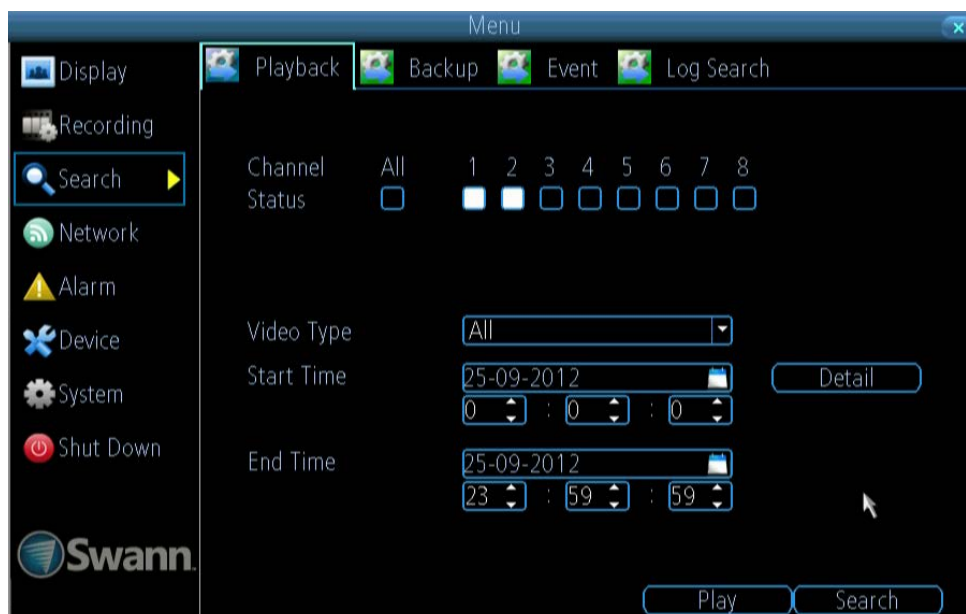 Menu
Display
Recording
Search
Network
Alarm
Device
System
Shut Down
Swann.
Playback Backup Event Log Search
Channel All 1 2 3 4 5 6 7 8
Status
Video Type All
Start Time 25-09-2012 Detail
0 : 0 : 0
End Time 25-09-2012
23 : 59 : 59
Play Search